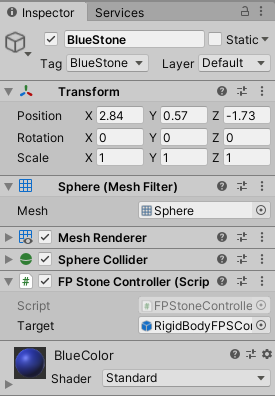 Inspector Services
BlueStone Static
Tag BlueStone Layer Default
Transform
Position X 2.84 Y 0.57 Z -1.73
Rotation X 0 Y 0 Z 0
Scale X 1 Y 1 Z 1
Sphere (Mesh Filter)
Mesh Sphere
Mesh Renderer
Sphere Collider
FP Stone Controller (Scrip
Script FPStoneControlle
Target RigidBodyFPSCon
BlueColor
Shader Standard